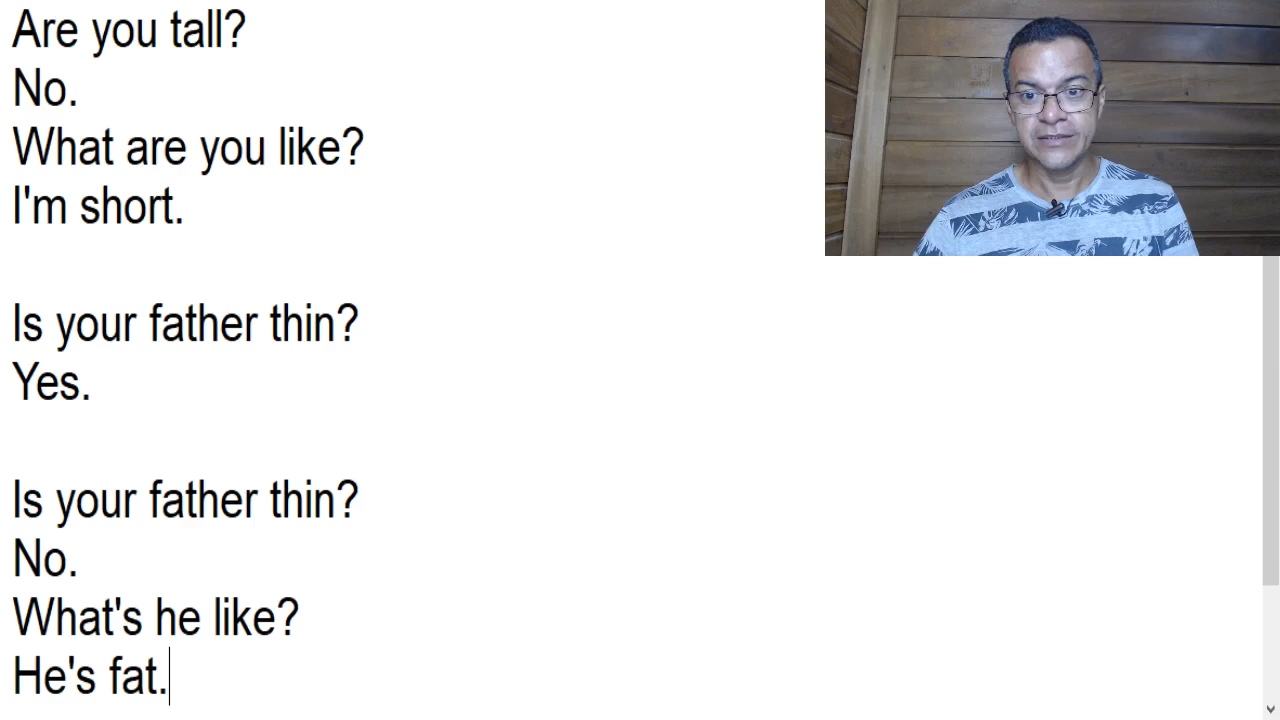 Are you tall?
No.
What are you like?
I'm short.
Is your father thin?
Yes.
Is your father thin?
No.
What's he like?
He's fat.